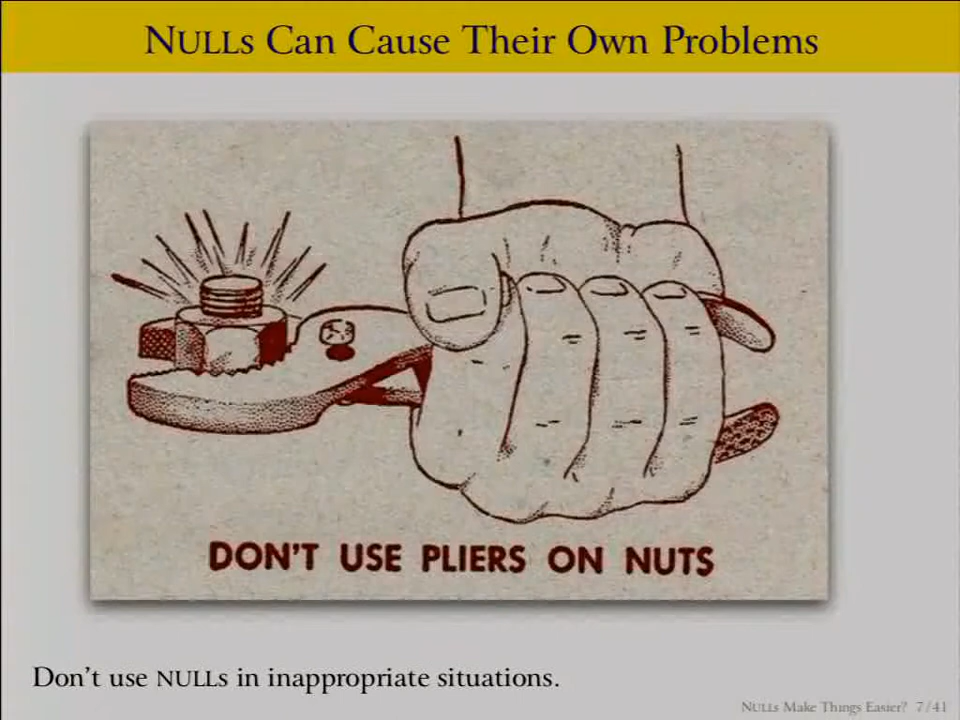 NULLs Can Cause Their Own Problems
DON'T USE PLIERS ON NUTS
Don't use NULLs in inappropriate situations.
NULLs Make Things Easier? 7/41